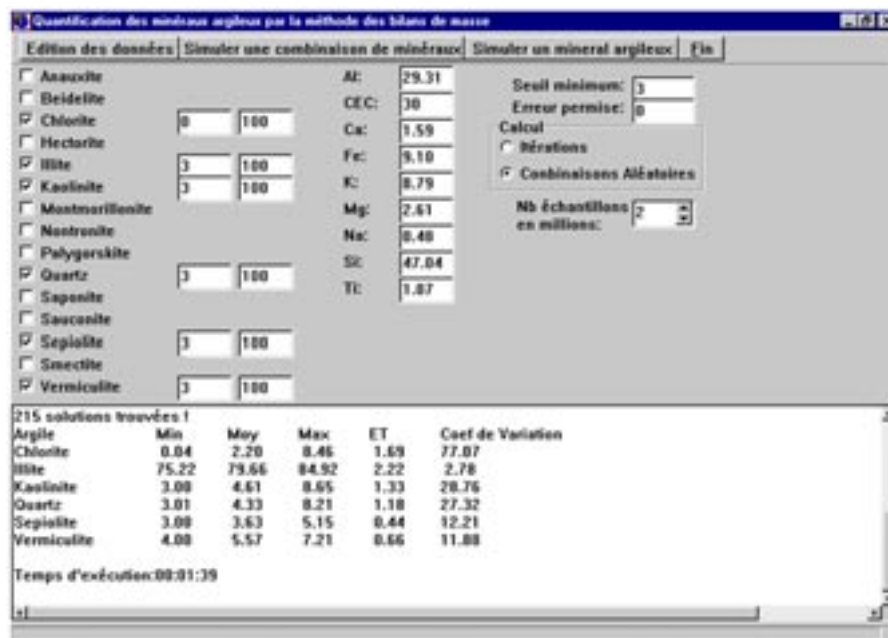 Quantification des minéraux argileux par la méthode des bilans de masse
Edition des données Simuler une combinaison de minéraux Simuler un mineral argileux Fin
Anauxite
Beidelite
Chlorite 0 100
Hectorite
Illite 3 100
Kaolinite 3 100
Montmorillonite
Nontronite
Palygorskite
Quartz 3 100
Saponite
Sauconite
Sepiolite 3 100
Smectite
Vermiculite 3 100
Al: 29.31
CEC: 30
Ca: 1.59
Fe: 9.10
K: 8.79
Mg: 2.61
Na: 0.40
Si: 47.04
Ti: 1.07
Seuil minimum: 3
Erreur permise: 0
Calcul
Itérations
Combinaisons Aléatoires
Nb échantillons 2
en millions:
215 solutions trouvées !
Argile Min Moy Max ET Coef de Variation
Chlorite 0.04 2.20 8.46 1.69 77.07
Illite 75.22 79.66 84.92 2.22 2.78
Kaolinite 3.00 4.61 8.65 1.33 28.76
Quartz 3.01 4.33 8.21 1.18 27.32
Sepiolite 3.00 3.63 5.15 0.44 12.21
Vermiculite 4.00 5.57 7.21 0.66 11.88
Temps d'exécution:00:01:39